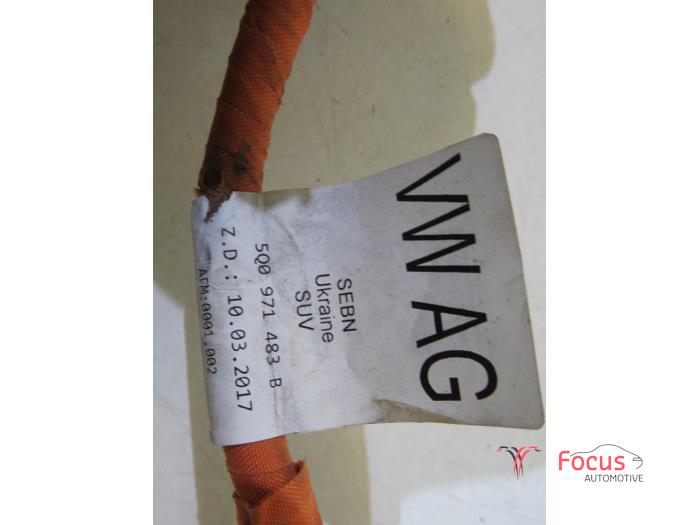 VW AG
SEBN
Ukraine
SUV
5Q0 971 483 B
Z.D.: 10.03.2017
AFM:0001.002
Focus
AUTOMOTIVE